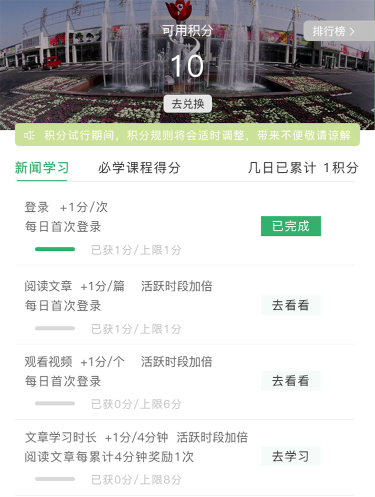 可用积分
排行榜 >
10
去兑换
积分试行期间，积分规则将会适时调整，带来不便敬请谅解
新闻学习 必学课程得分 几日已累计 1积分
登录 +1分/次
每日首次登录
已完成
已获1分/上限1分
阅读文章 +1分/篇 活跃时段加倍
每日首次登录
去看看
已获1分/上限1分
观看视频 +1分/个 活跃时段加倍
每日首次登录
去看看
已获0分/上限6分
文章学习时长 +1分/4分钟 活跃时段加倍
阅读文章每累计4分钟奖励1次
去学习
已获0分/上限8分